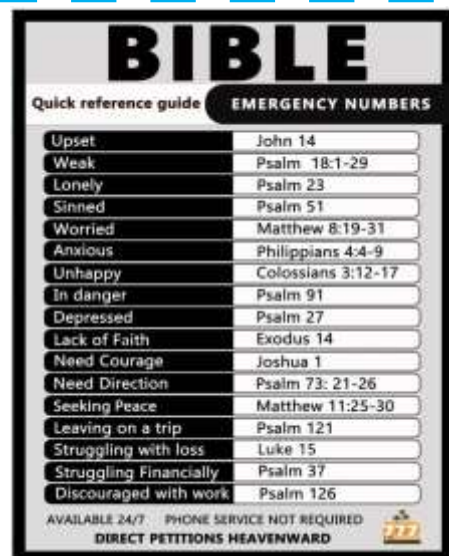 BIBLE
Quick reference guide EMERGENCY NUMBERS
Upset John 14
Weak Psalm 18:1-29
Lonely Psalm 23
Sinned Psalm 51
Worried Matthew 8:19-31
Anxious Philippians 4:4-9
Unhappy Colossians 3:12-17
In danger Psalm 91
Depressed Psalm 27
Lack of Faith Exodus 14
Need Courage Joshua 1
Need Direction Psalm 73: 21-26
Seeking Peace Matthew 11:25-30
Leaving on a trip Psalm 121
Struggling with loss Luke 15
Struggling Financially Psalm 37
Discouraged with work Psalm 126
AVAILABLE 24/7 PHONE SERVICE NOT REQUIRED
DIRECT PETITIONS HEAVENWARD
777